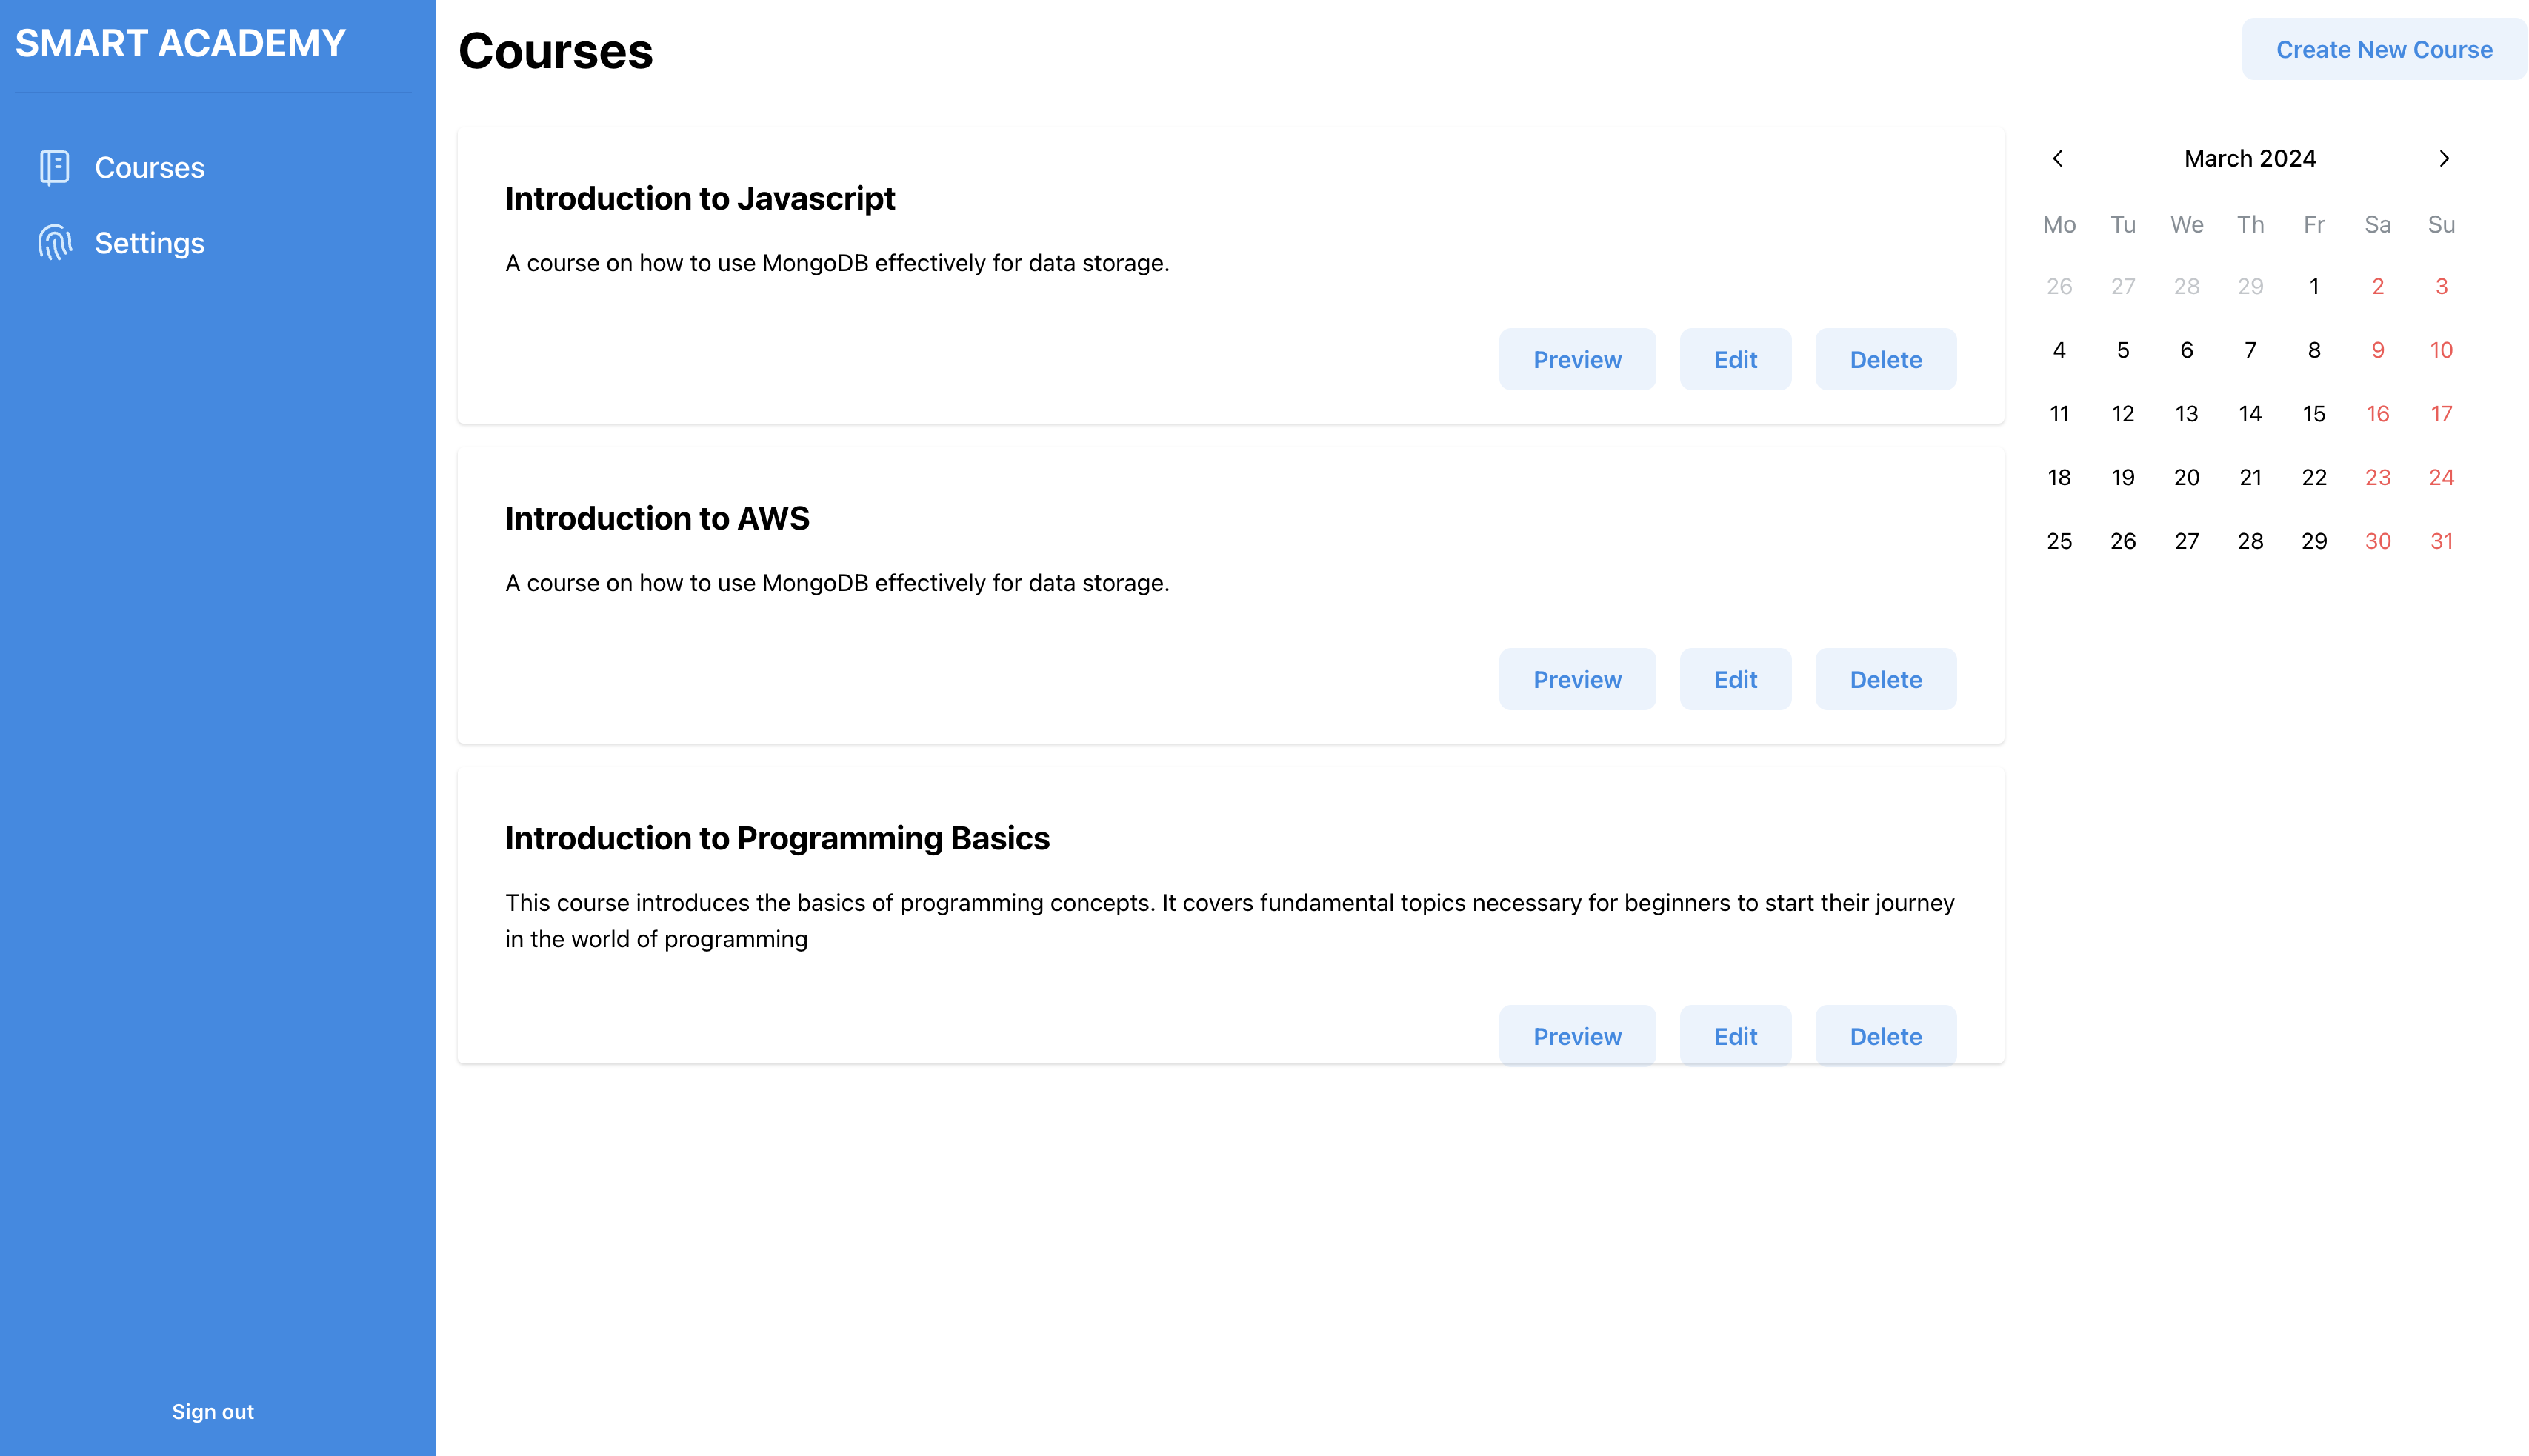 SMART ACADEMY
Courses
Settings
Sign out
Courses
Create New Course
Introduction to Javascript
A course on how to use MongoDB effectively for data storage.
Preview Edit Delete
Introduction to AWS
A course on how to use MongoDB effectively for data storage.
Preview Edit Delete
Introduction to Programming Basics
This course introduces the basics of programming concepts. It covers fundamental topics necessary for beginners to start their journey
in the world of programming
Preview Edit Delete
March 2024
Mo Tu We Th Fr Sa Su
26 27 28 29 1 2 3
4 5 6 7 8 9 10
11 12 13 14 15 16 17
18 19 20 21 22 23 24
25 26 27 28 29 30 31